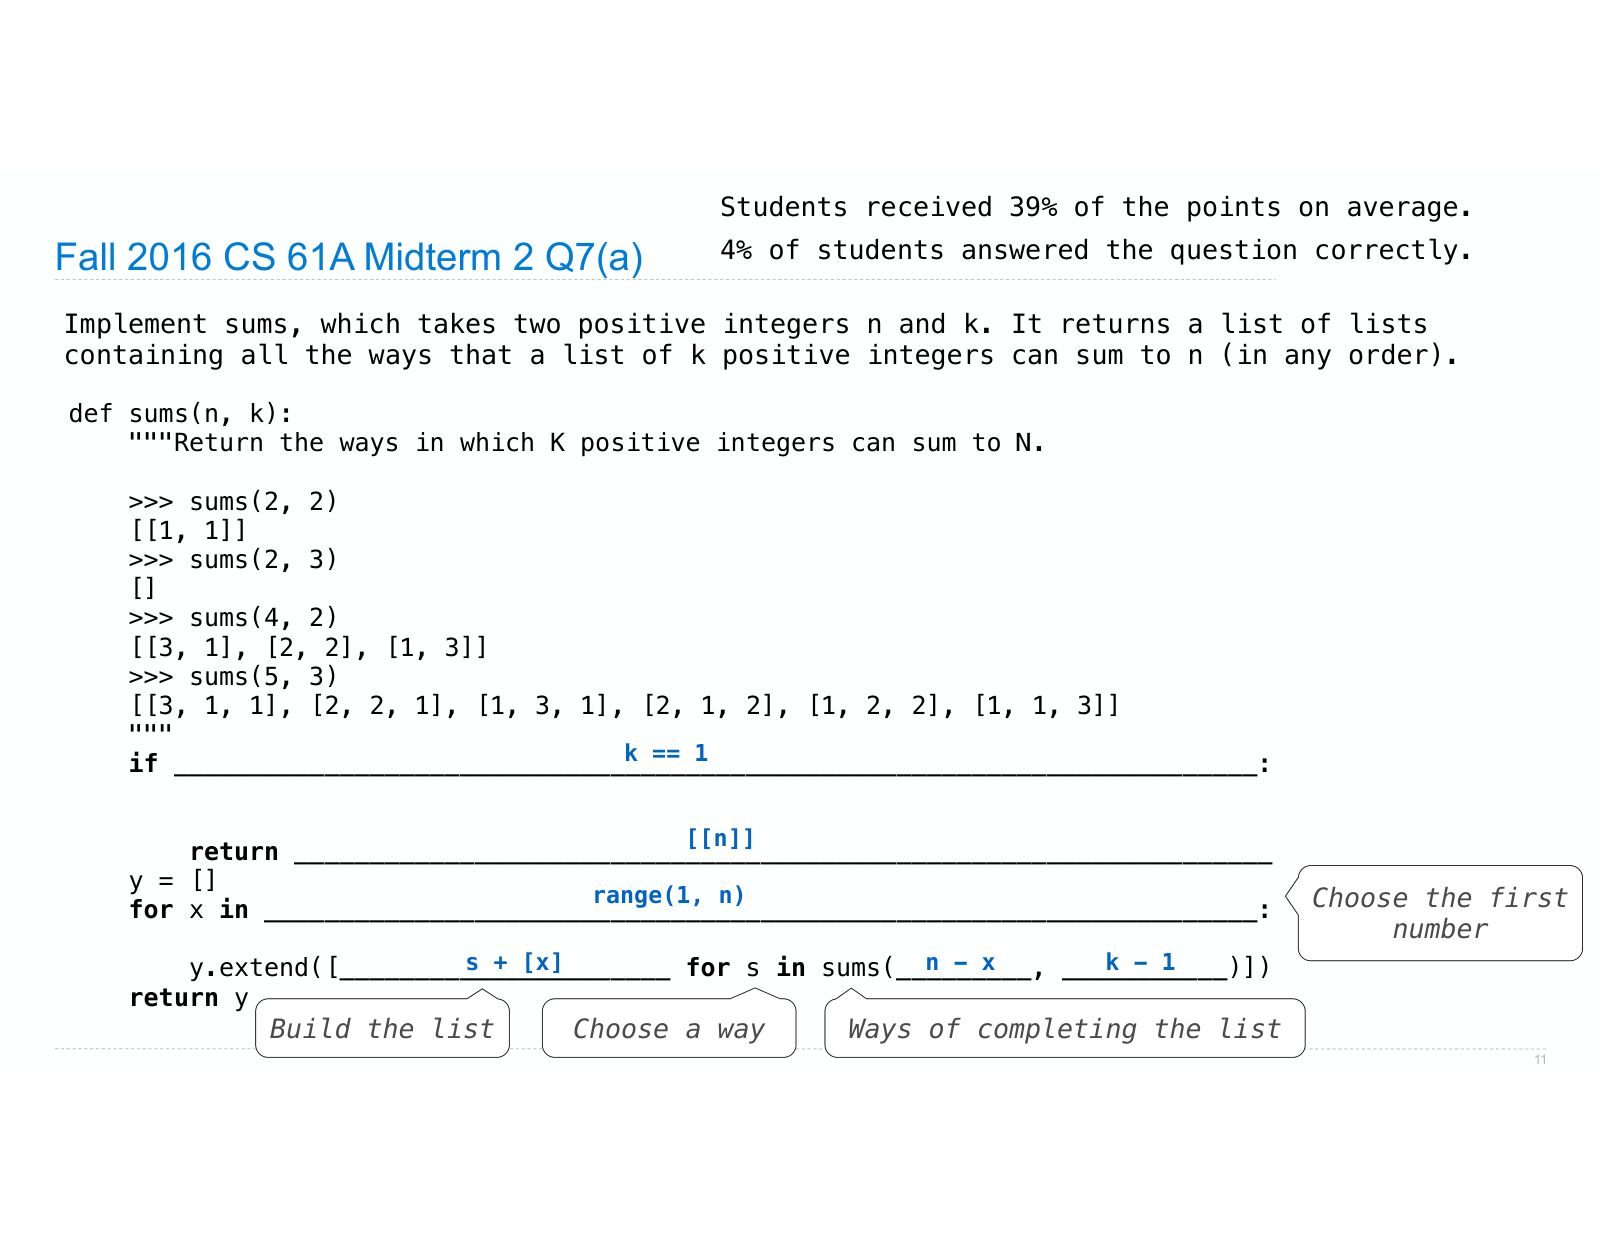 Students received 39% of the points on average.
Fall 2016 CS 61A Midterm 2 Q7(a)
4% of students answered the question correctly.
Implement sums, which takes two positive integers n and k. It returns a list of lists
containing all the ways that a list of k positive integers can sum to n (in any order).
def sums(n, k):
    """Return the ways in which K positive integers can sum to N.
    >>> sums(2, 2)
    [[1, 1]]
    >>> sums(2, 3)
    []
    >>> sums(4, 2)
    [[3, 1], [2, 2], [1, 3]]
    >>> sums(5, 3)
    [[3, 1, 1], [2, 2, 1], [1, 3, 1], [2, 1, 2], [1, 2, 2], [1, 1, 3]]
    """
    if k == 1:
        return [[n]]
    y = []
    for x in range(1, n):
Choose the first
number
        y.extend([s + [x] for s in sums(n − x, k − 1)])
    return y
Build the list
Choose a way
Ways of completing the list
11